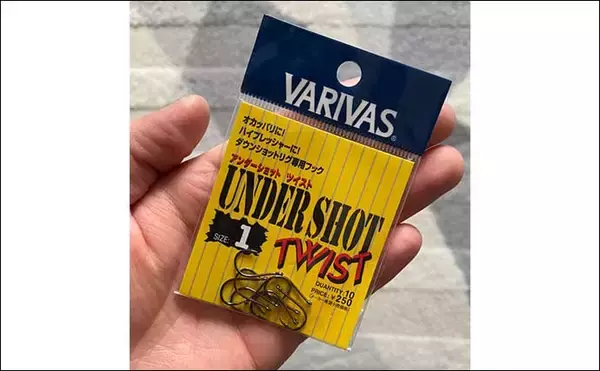 VARIVAS®
オカッパリに!
ハイプレッシャーに!
ダウンショットリグ専用フック
アンダーショット ツイスト
UNDER SHOT
TWIST
SIZE: 1
QUANTITY: 10
PRICE: ¥250